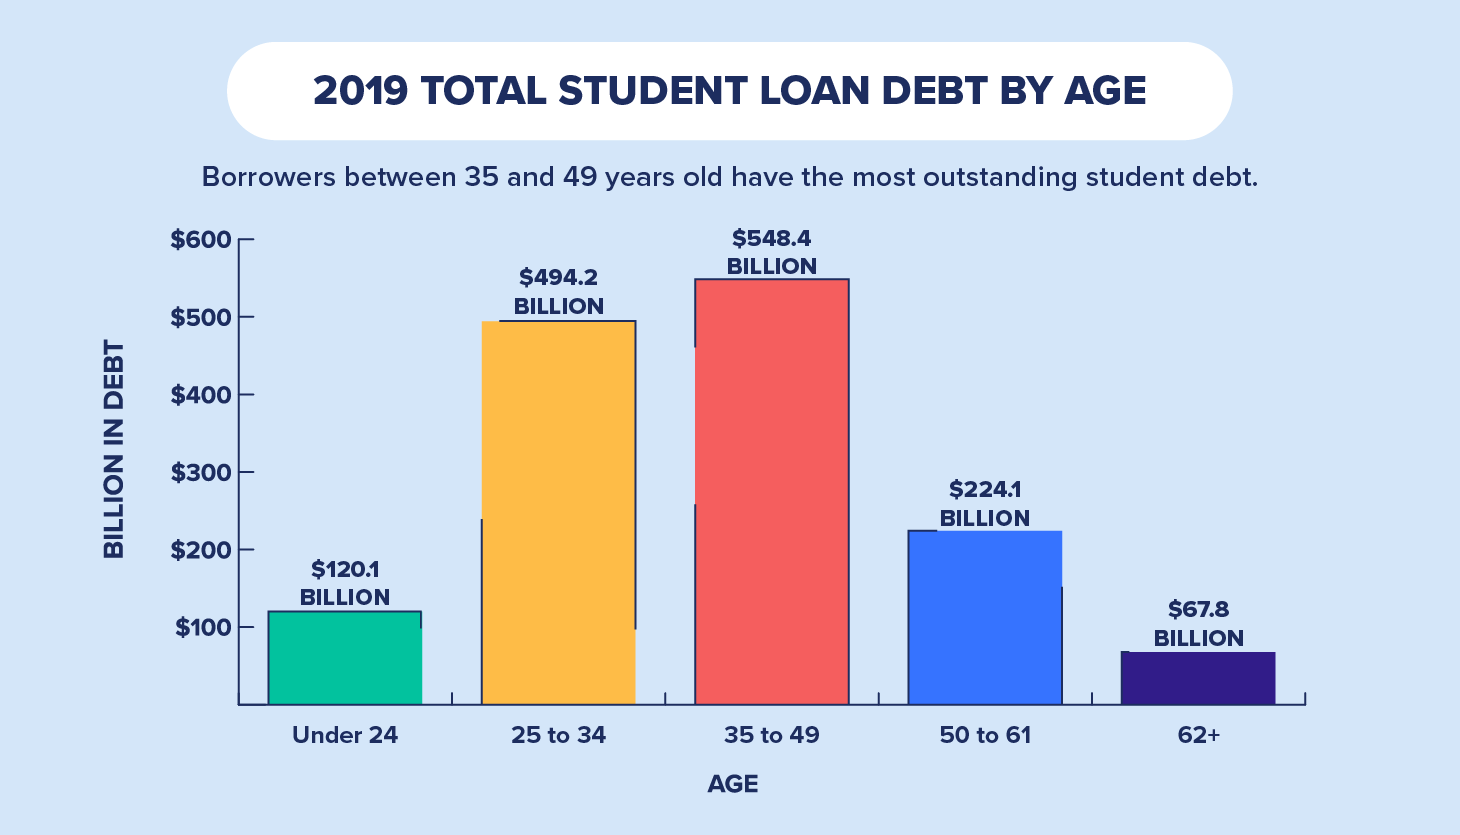 2019 TOTAL STUDENT LOAN DEBT BY AGE
Borrowers between 35 and 49 years old have the most outstanding student debt.
BILLION IN DEBT
$600
$500
$400
$300
$200
$100
$120.1
BILLION
$494.2
BILLION
$548.4
BILLION
$224.1
BILLION
$67.8
BILLION
Under 24
25 to 34
35 to 49
50 to 61
62+
AGE